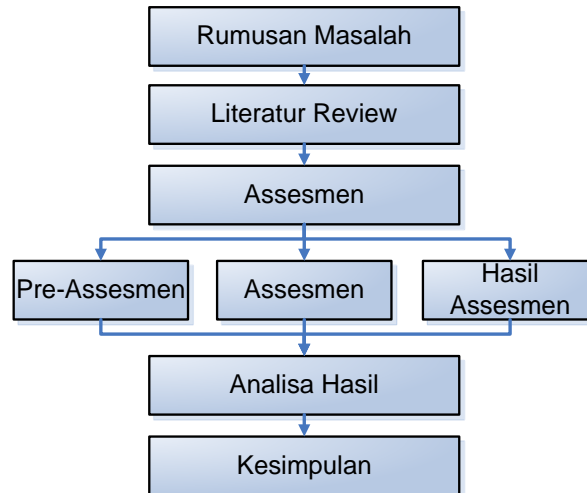 Rumusan Masalah
Literatur Review
Assesmen
Pre-Assesmen
Assesmen
Hasil
Assesmen
Analisa Hasil
Kesimpulan